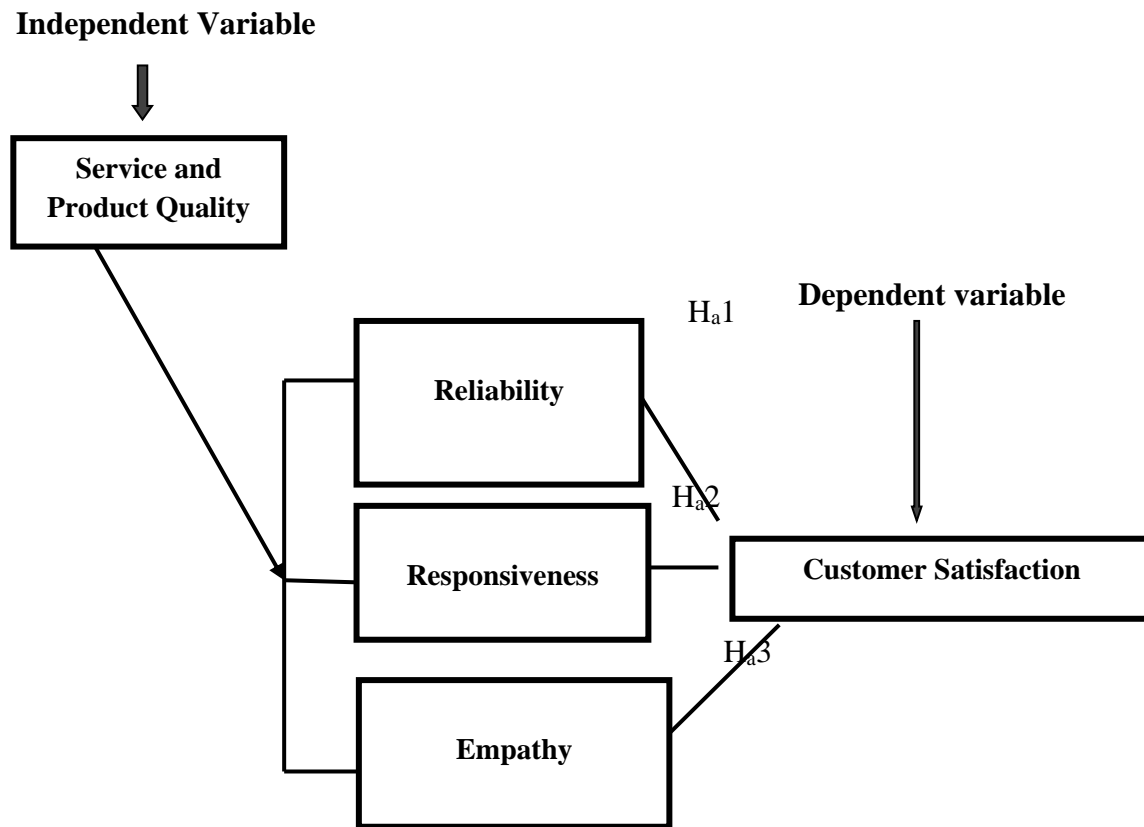 Independent Variable
Service and
Product Quality
Dependent variable
Hₐ1
Reliability
Hₐ2
Responsiveness
Customer Satisfaction
Hₐ3
Empathy